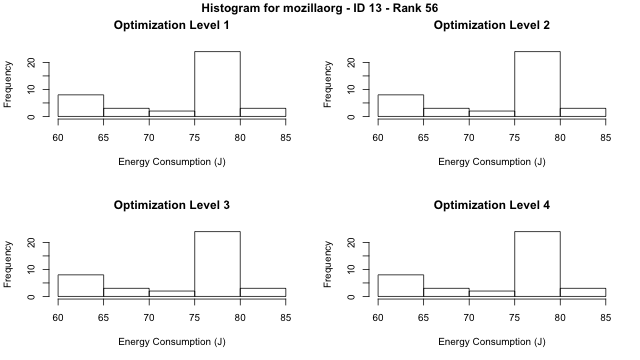 Histogram for mozillaorg - ID 13 - Rank 56
Optimization Level 1
Frequency
0 10 20
60 65 70 75 80 85
Energy Consumption (J)
Optimization Level 2
Frequency
0 10 20
60 65 70 75 80 85
Energy Consumption (J)
Optimization Level 3
Frequency
0 10 20
60 65 70 75 80 85
Energy Consumption (J)
Optimization Level 4
Frequency
0 10 20
60 65 70 75 80 85
Energy Consumption (J)